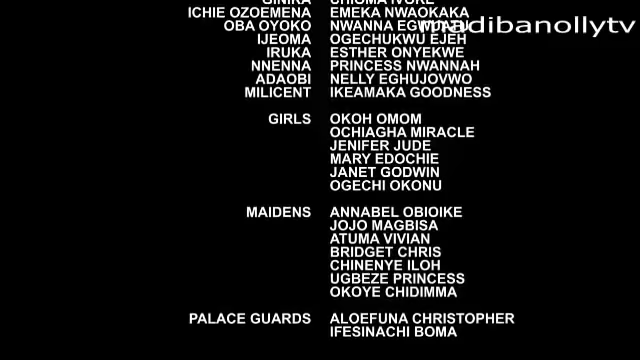 ICHIE OZOEMENA EMEKA NWAOKAKA
OBA OYOKO NWANNA
madibanollytv
IJEOMA OGECHUKWU EJEH
IRUKA ESTHER ONYEKWE
NNENNA PRINCESS NWANNAH
ADAOBI NELLY EGHUJOVWO
MILICENT IKEAMAKA GOODNESS
GIRLS OKOH OMOM
OCHIAGHA MIRACLE
JENIFER JUDE
MARY EDOCHIE
JANET GODWIN
OGECHI OKONU
MAIDENS ANNABEL OBIOIKE
JOJO MAGBISA
ATUMA VIVIAN
BRIDGET CHRIS
CHINENYE ILOH
UGBEZE PRINCESS
OKOYE CHIDIMMA
PALACE GUARDS ALOEFUNA CHRISTOPHER
IFESINACHI BOMA